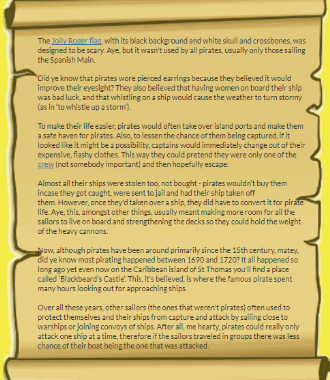 The Jolly Roger flag, with its black background and white skull and crossbones, was
designed to be scary. Aye, but it wasn't used by all pirates, usually only those sailing
the Spanish Main.
Did ye know that pirates wore pierced earrings because they believed it would
improve their eyesight? They also believed that having women on board their ship
was bad luck, and that whistling on a ship would cause the weather to turn stormy
(as in 'to whistle up a storm').
To make their life easier, pirates would often take over island ports and make them
a safe haven for pirates. Also, to lessen the chance of them being captured, if it
looked like it might be a possibility, captains would immediately change out of their
expensive, flashy clothes. This way they could pretend they were only one of the
crew (not somebody important) and then hopefully escape.
Almost all their ships were stolen too, not bought - pirates wouldn't buy them
incase they got caught, were sent to jail and had their ship taken off
them. However, once they'd taken over a ship, they did have to convert it for pirate
life. Aye, this, amongst other things, usually meant making more room for all the
sailors to live on board and strengthening the decks so they could hold the weight
of the heavy cannons.
Now, although pirates have been around primarily since the 15th century, matey,
did ye know most pirating happened between 1690 and 1720? It all happened so
long ago yet even now on the Caribbean island of St Thomas you'll find a place
called 'Blackbeard's Castle'. This, it's believed, is where the famous pirate spent
many hours looking out for approaching ships.
Over all these years, other sailors (the ones that weren't pirates) often used to
protect themselves and their ships from capture and attack by sailing close to
warships or joining convoys of ships. After all, me hearty, pirates could really only
attack one ship at a time, therefore if the sailors traveled in groups there was less
chance of their boat being the one that was attacked.